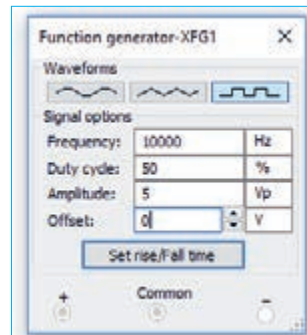 Function generator-XFG1
Waveforms
Signal options
Frequency: 10000 Hz
Duty cycle: 50 %
Amplitude: 5 Vp
Offset: 0 V
Set rise/Fall time
+ Common −